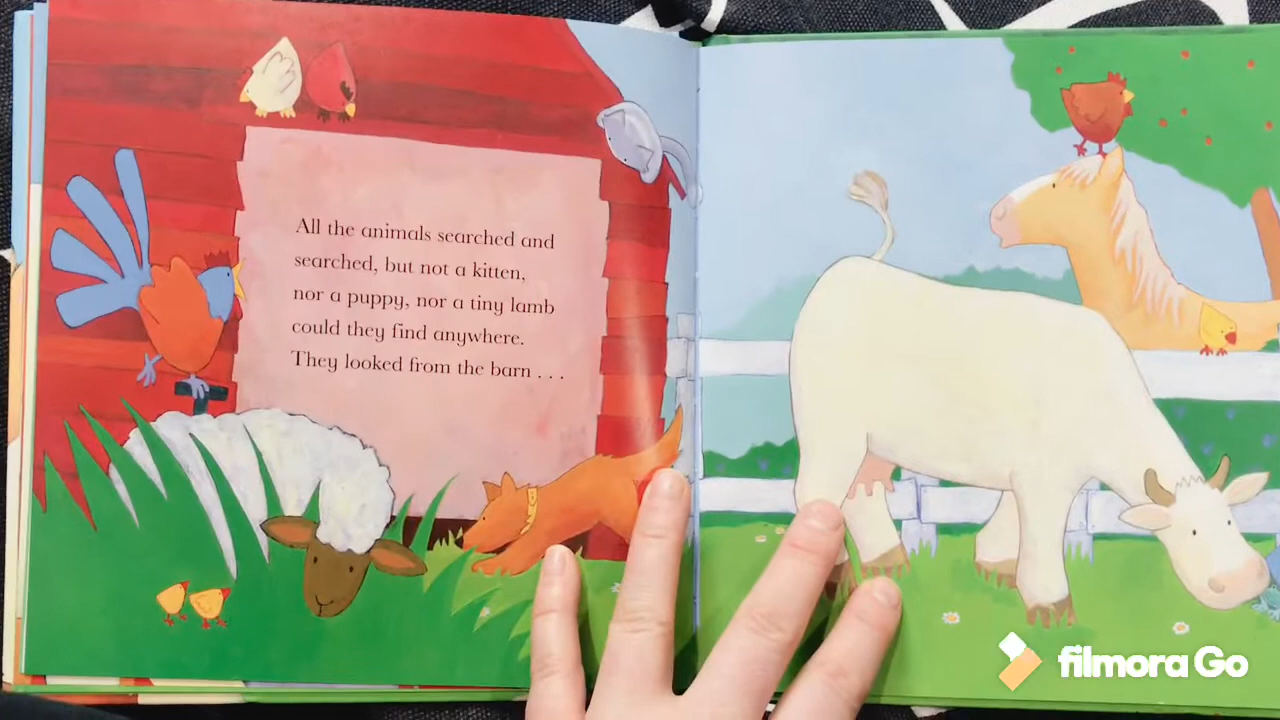 All the animals searched and
searched, but not a kitten,
nor a puppy, nor a tiny lamb
could they find anywhere.
They looked from the barn . . .
filmora Go